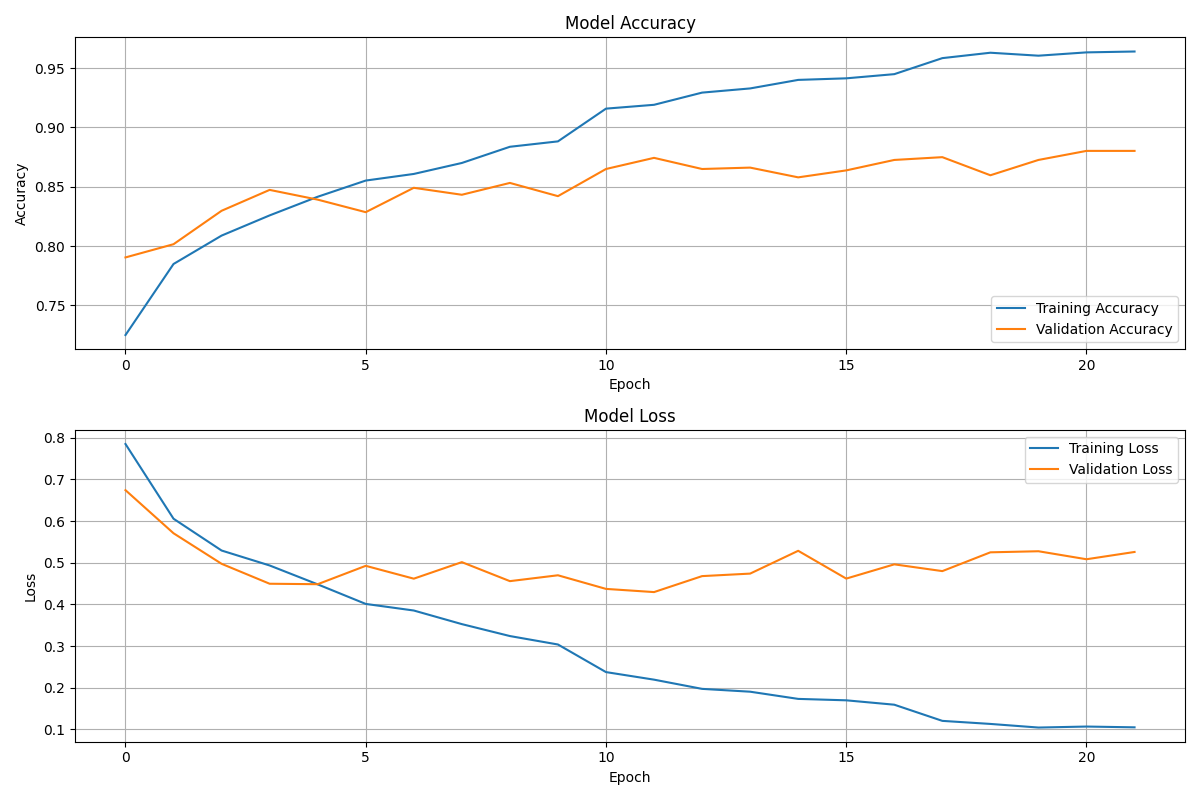 Model Accuracy
0.95
0.90
0.85
0.80
0.75
Accuracy
Training Accuracy
Validation Accuracy
0 5 10 15 20
Epoch
Model Loss
0.8
0.7
0.6
0.5
0.4
0.3
0.2
0.1
Loss
Training Loss
Validation Loss
0 5 10 15 20
Epoch